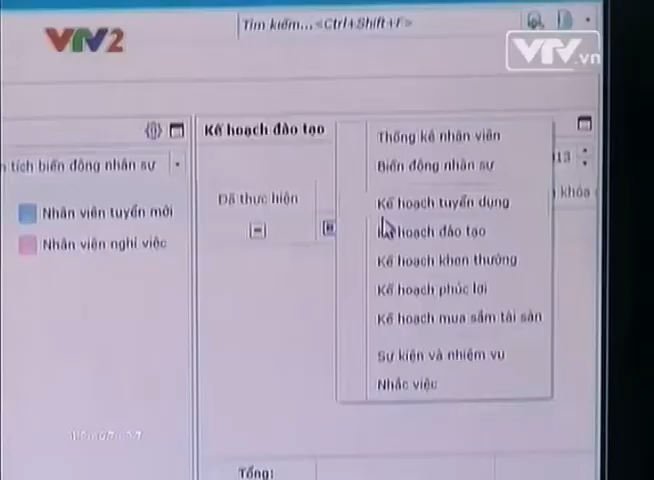 VTV2
Tìm kiếm...<Ctrl+Shift+F>
VTV.vn
Kế hoạch đào tạo
tích biến động nhân sự
Đã thực hiện
Nhân viên tuyển mới
Nhân viên nghỉ việc
Thống kê nhân viên
Biến động nhân sự
Kế hoạch tuyển dụng
hoạch đào tạo
Kế hoạch khen thưởng
Kế hoạch phúc lợi
Kế hoạch mua sắm tài sản
Sự kiện và nhiệm vụ
Nhắc việc
13
khóa
Tổng: